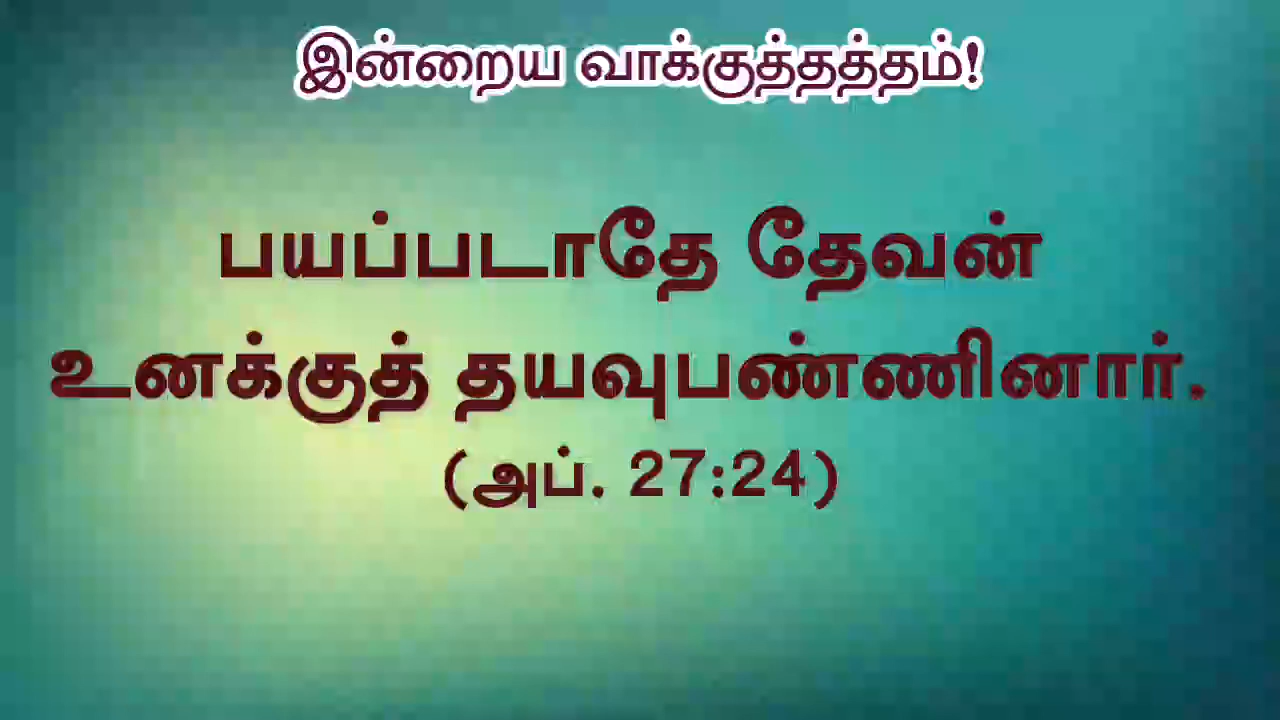 இன்றைய வாக்குத்தத்தம்!
பயப்படாதே தேவன்
உனக்குத் தயவுபண்ணினார்.
(அப். 27:24)